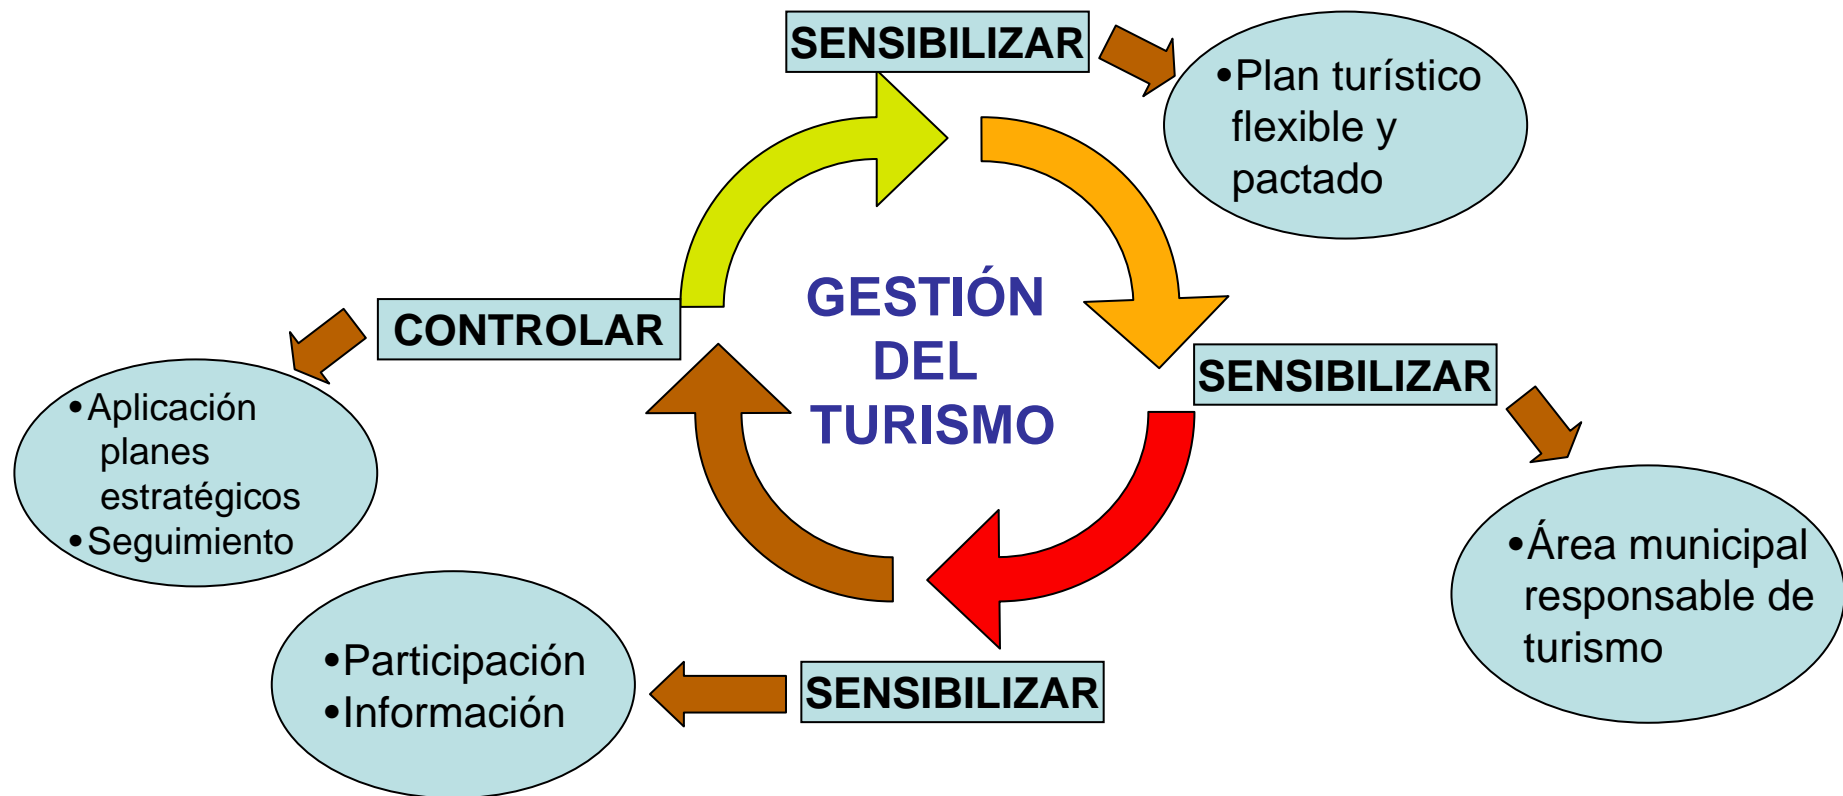 SENSIBILIZAR
•Plan turístico
flexible y
pactado
GESTIÓN
DEL
TURISMO
CONTROLAR
•Aplicación
planes
estratégicos
•Seguimiento
SENSIBILIZAR
•Área municipal
responsable de
turismo
•Participación
•Información
SENSIBILIZAR